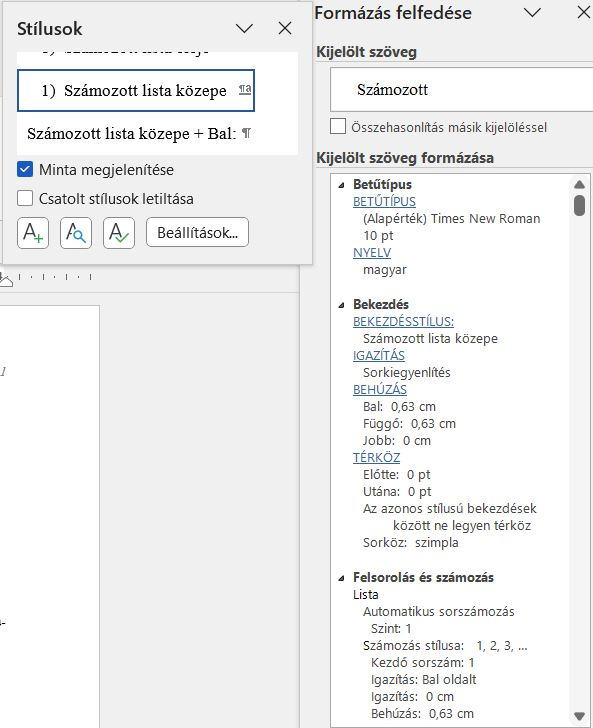 Stílusok
1) Számozott lista közepe ¶a
Számozott lista közepe + Bal: ¶
Minta megjelenítése
Csatolt stílusok letiltása
Beállítások...
1
Formázás felfedése
Kijelölt szöveg
Számozott
Összehasonlítás másik kijelöléssel
Kijelölt szöveg formázása
Betűtípus
BETŰTÍPUS
(Alapérték) Times New Roman
10 pt
NYELV
magyar
Bekezdés
BEKEZDÉSSTÍLUS:
Számozott lista közepe
IGAZÍTÁS
Sorkiegyenlítés
BEHÚZÁS
Bal: 0,63 cm
Függő: 0,63 cm
Jobb: 0 cm
TÉRKÖZ
Előtte: 0 pt
Utána: 0 pt
Az azonos stílusú bekezdések
között ne legyen térköz
Sorköz: szimpla
Felsorolás és számozás
Lista
Automatikus sorszámozás
Szint: 1
Számozás stílusa: 1, 2, 3, ...
Kezdő sorszám: 1
Igazítás: Bal oldalt
Igazítás: 0 cm
Behúzás: 0,63 cm